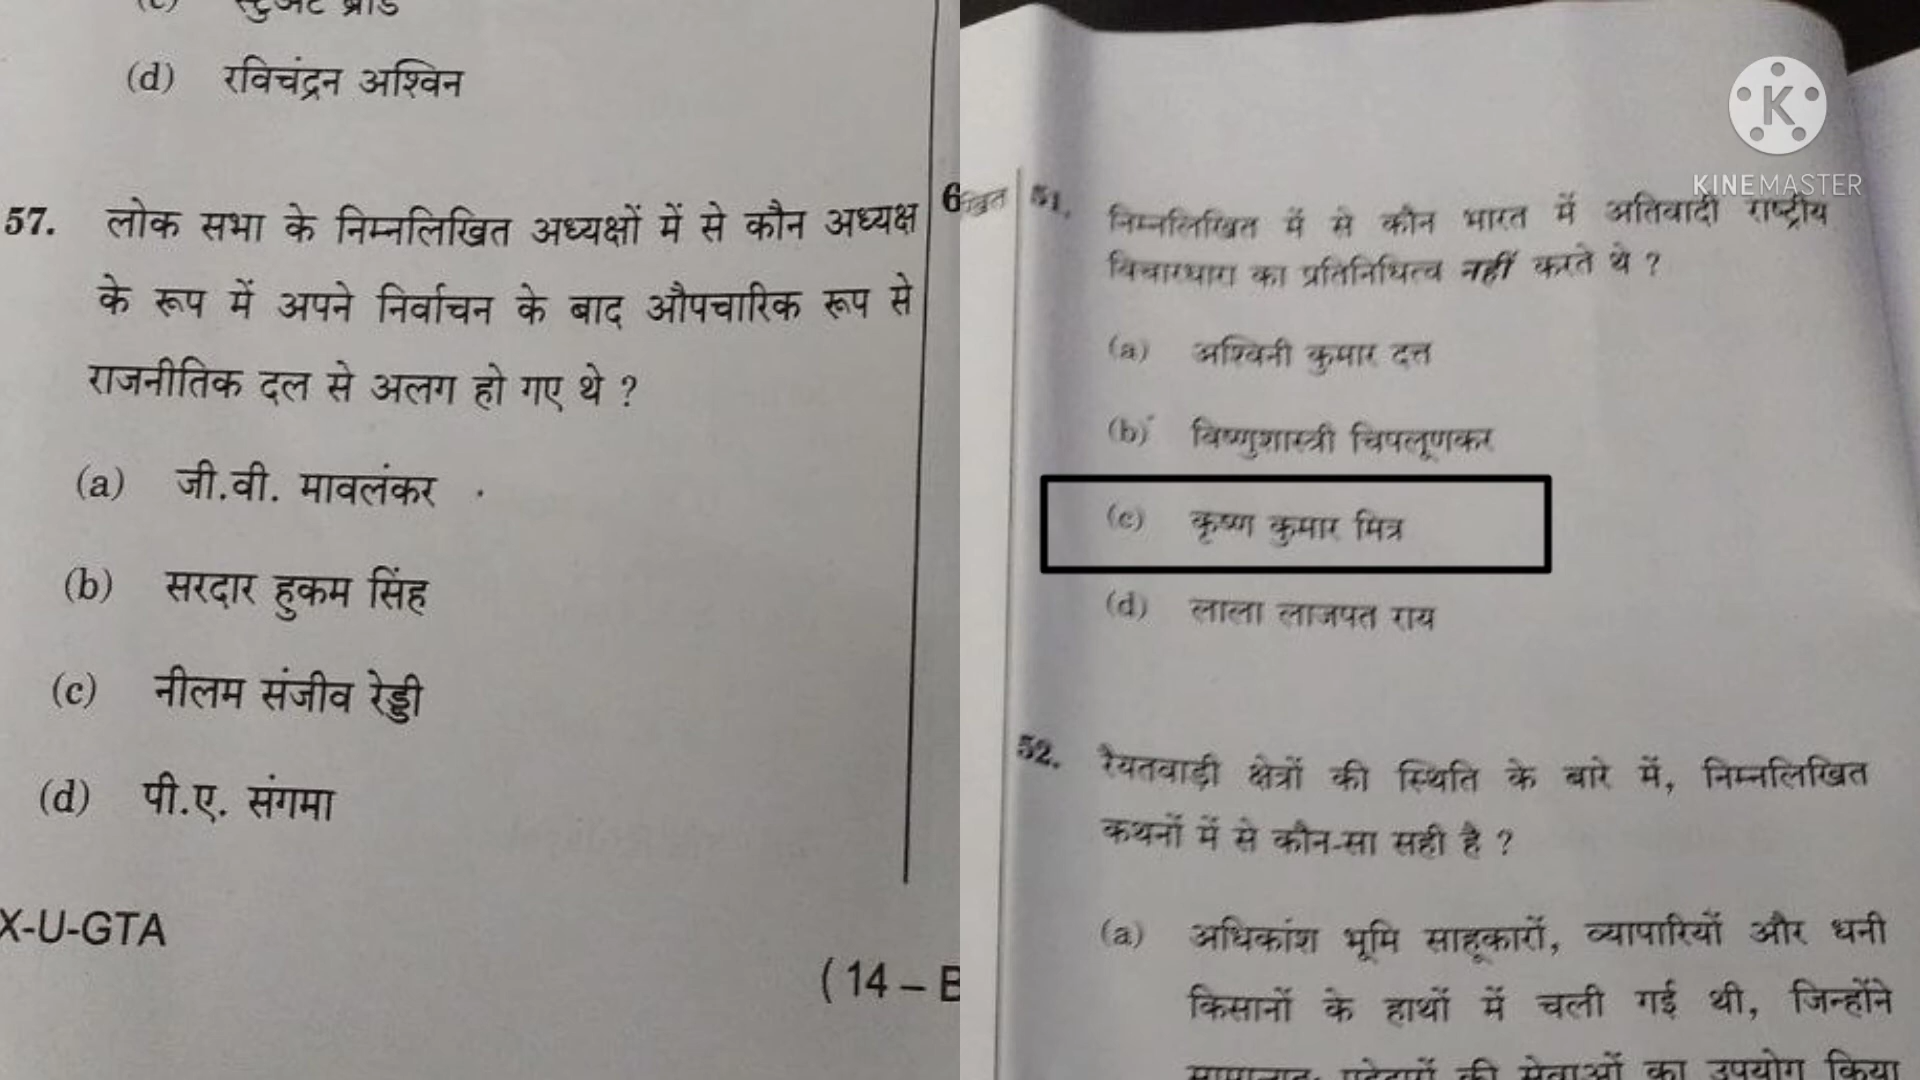 (d) रविचंद्रन अश्विन
57. लोक सभा के निम्नलिखित अध्यक्षों में से कौन अध्यक्ष
के रूप में अपने निर्वाचन के बाद औपचारिक रूप से
राजनीतिक दल से अलग हो गए थे ?
(a) जी.वी. मावलंकर
(b) सरदार हुकम सिंह
(c) नीलम संजीव रेड्डी
(d) पी.ए. संगमा
X-U-GTA
( 14 – B
6
KINEMASTER
51. निम्नलिखित में से कौन भारत में अतिवादी राष्ट्रीय
विचारधारा का प्रतिनिधित्व नहीं करते थे ?
(a) अश्विनी कुमार दत्त
(b) विष्णुशास्त्री चिपलूणकर
(c) कृष्ण कुमार मित्र
(d) लाला लाजपत राय
52. रैयतवाड़ी क्षेत्रों की स्थिति के बारे में, निम्नलिखित
कथनों में से कौन-सा सही है ?
(a) अधिकांश भूमि साहूकारों, व्यापारियों और धनी
किसानों के हाथों में चली गई थी, जिन्होंने
की सेवाओं का उपयोग किया